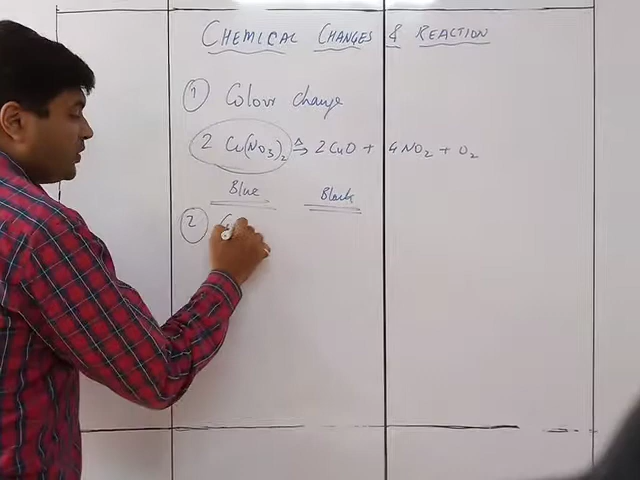 CHEMICAL CHANGES & REACTION
1 Colour change
2 Cu(NO3)2 Δ→ 2CuO + 4NO2 + O2
Blue Black
2